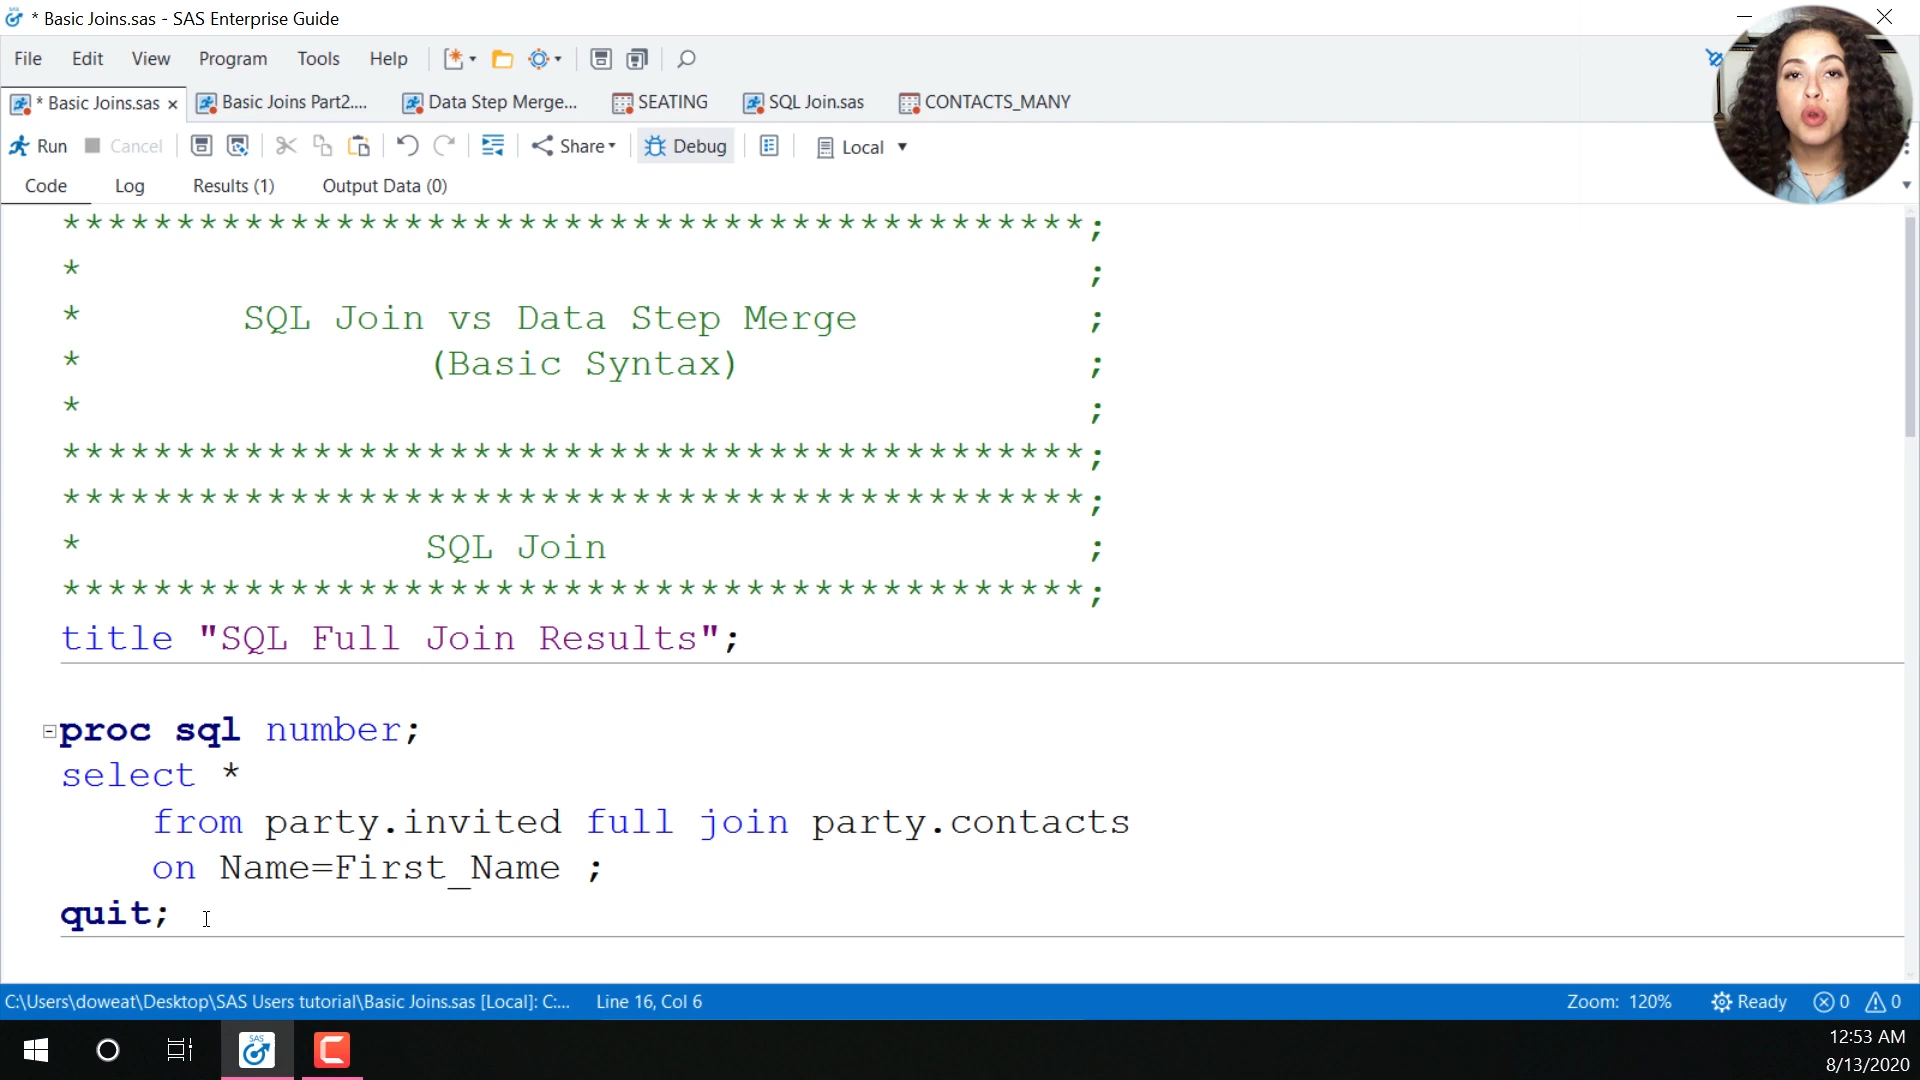 * Basic Joins.sas - SAS Enterprise Guide
File Edit View Program Tools Help
* Basic Joins.sas Basic Joins Part2.... Data Step Merge... SEATING SQL Join.sas CONTACTS_MANY
Run Cancel Share Debug Local
Code Log Results (1) Output Data (0)
*********************************************;
* ;
* SQL Join vs Data Step Merge ;
* (Basic Syntax) ;
* ;
*********************************************;
*********************************************;
* SQL Join ;
*********************************************;
title "SQL Full Join Results";
proc sql number;
select *
from party.invited full join party.contacts
on Name=First_Name ;
quit;
C:\Users\doweat\Desktop\SAS Users tutorial\Basic Joins.sas [Local]: C:... Line 16, Col 6 Zoom: 120% Ready 0 0
SAS
12:53 AM
8/13/2020